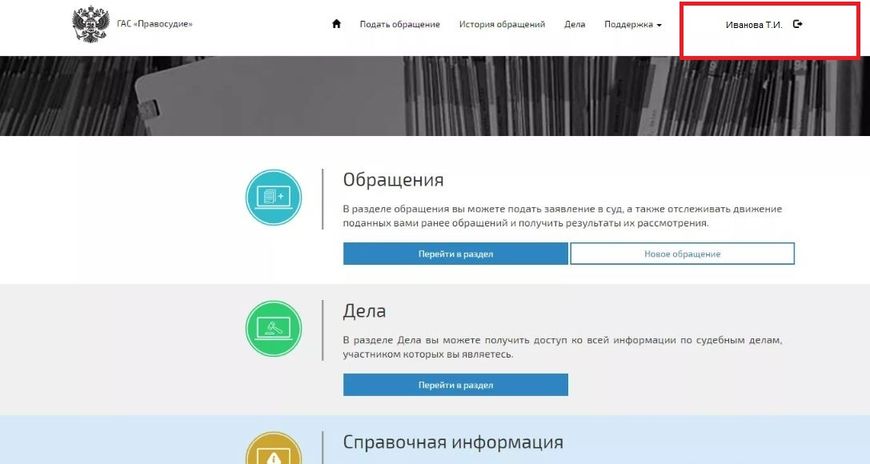 ГАС «Правосудие» Подать обращение История обращений Дела Поддержка Иванова Т.И.
Обращения
В разделе обращения вы можете подать заявление в суд, а также отслеживать движение
поданных вами ранее обращений и получить результаты их рассмотрения.
Перейти в раздел Новое обращение
Дела
В разделе Дела вы можете получить доступ ко всей информации по судебным делам,
участником которых вы являетесь.
Перейти в раздел
Справочная информация